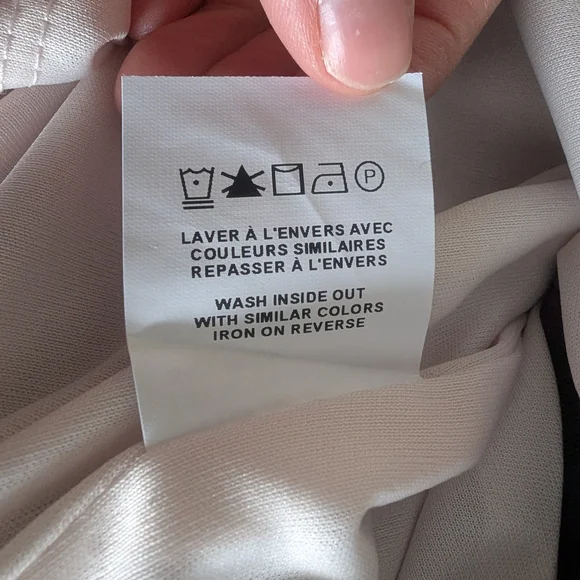 P
LAVER À L'ENVERS AVEC
COULEURS SIMILAIRES
REPASSER À L'ENVERS
WASH INSIDE OUT
WITH SIMILAR COLORS
IRON ON REVERSE